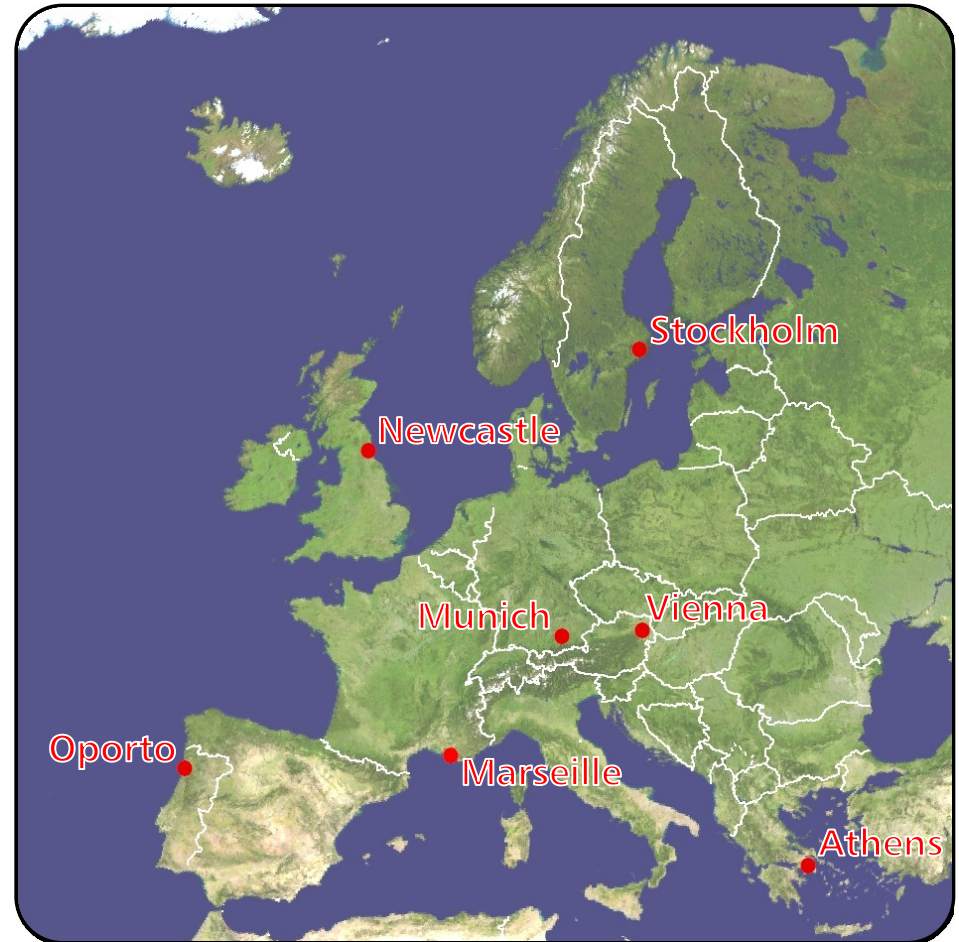 Stockholm
Newcastle
Munich
Vienna
Oporto
Marseille
Athens